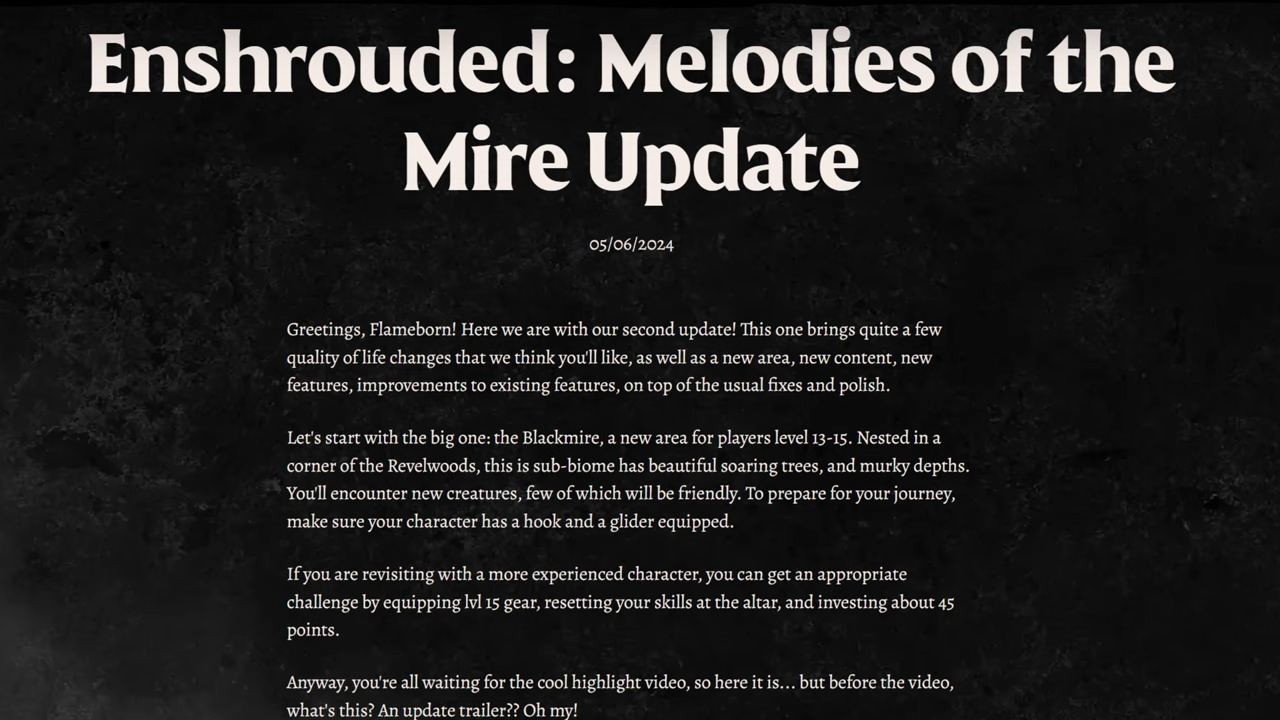 Enshrouded: Melodies of the
Mire Update
05/06/2024
Greetings, Flameborn! Here we are with our second update! This one brings quite a few
quality of life changes that we think you'll like, as well as a new area, new content, new
features, improvements to existing features, on top of the usual fixes and polish.
Let's start with the big one: the Blackmire, a new area for players level 13-15. Nested in a
corner of the Revelwoods, this is sub-biome has beautiful soaring trees, and murky depths.
You'll encounter new creatures, few of which will be friendly. To prepare for your journey,
make sure your character has a hook and a glider equipped.
If you are revisiting with a more experienced character, you can get an appropriate
challenge by equipping lvl 15 gear, resetting your skills at the altar, and investing about 45
points.
Anyway, you're all waiting for the cool highlight video, so here it is... but before the video,
what's this? An update trailer?? Oh my!